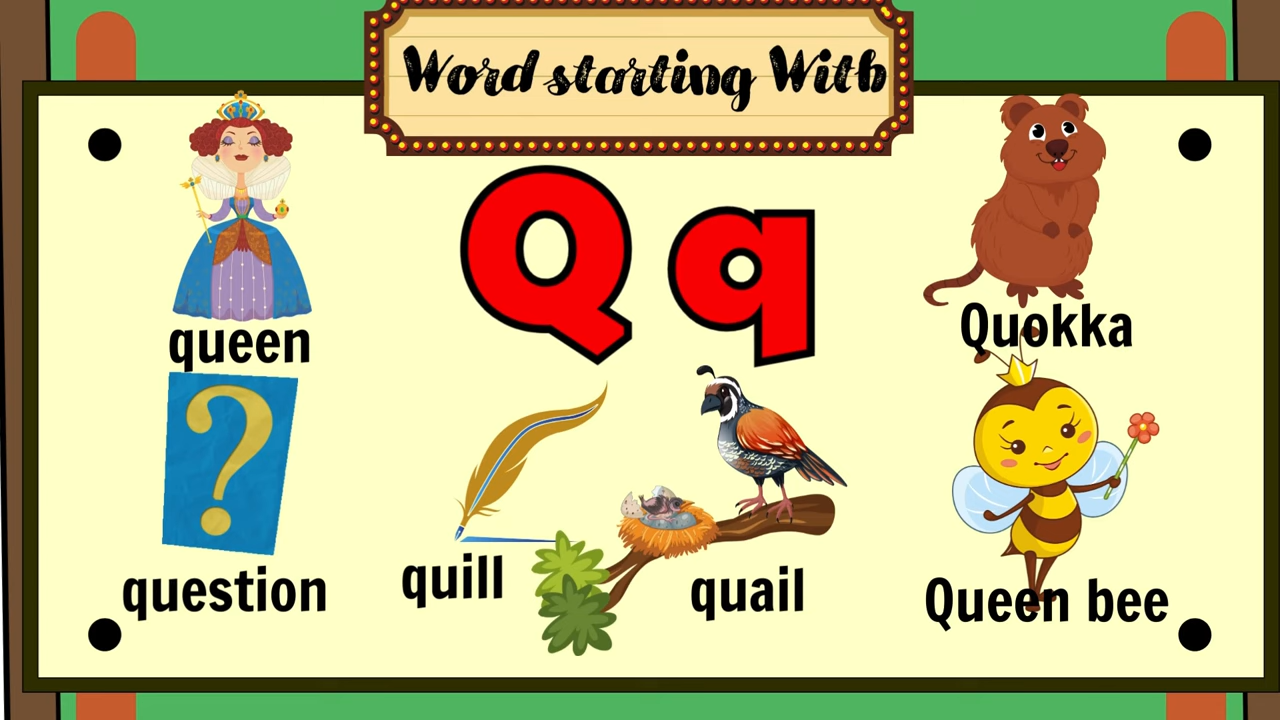 Word starting With
Q q
queen
Quokka
?
question
quill
quail
Queen bee